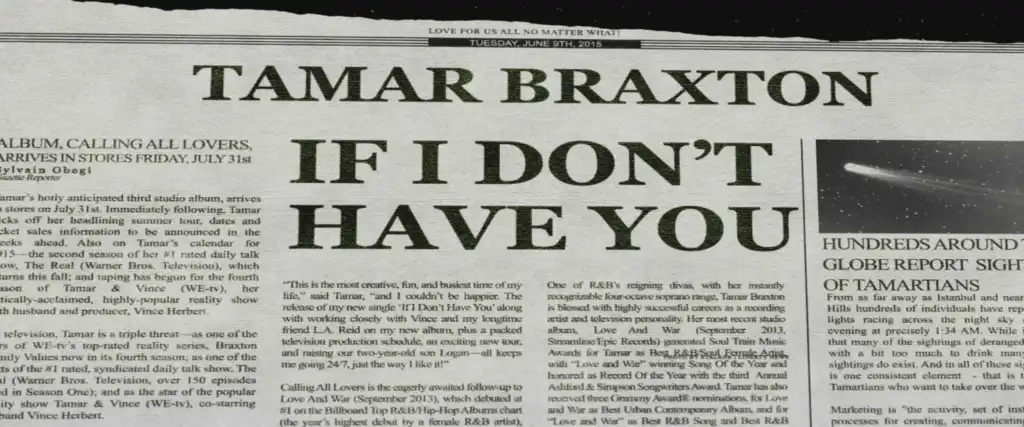 LOVE FOR US ALL NO MATTER WHAT!
TUESDAY, JUNE 9TH, 2015
TAMAR BRAXTON
ALBUM, CALLING ALL LOVERS,
ARRIVES IN STORES FRIDAY, JULY 31st
ylvain Obegi
azette Reporter
amar's hotly anticipated third studio album, arrives
stores on July 31st. Immediately following, Tamar
icks off her headlining summer tour, dates and
cket sales information to be announced in the
eeks ahead. Also on Tamar's calendar for
015—the second season of her #1 rated daily talk
ow, The Real (Warner Bros. Television), which
turns this fall; and taping has begun for the fourth
ason of Tamar & Vince (WE-tv), her
tically-acclaimed, highly-popular reality show
th husband and producer, Vince Herbert.
television, Tamar is a triple threat—as one of the
rs of WE-tv's top-rated reality series, Braxton
mily Values now in its fourth season; as one of the
ts of the #1 rated, syndicated daily talk show, The
al (Warner Bros. Television, over 150 episodes
ed in Season One); and as the star of the popular
ity show Tamar & Vince (WE-tv), co-starring
band Vince Herbert.
IF I DON'T
HAVE YOU
“This is the most creative, fun, and busiest time of my
life,” said Tamar, “and I couldn't be happier. The
release of my new single ‘If I Don't Have You’ along
with working closely with Vince and my longtime
friend L.A. Reid on my new album, plus a packed
television production schedule, an exciting new tour,
and raising our two-year-old son Logan—all keeps
me going 24/7, just the way I like it!”
Calling All Lovers is the eagerly awaited follow-up to
Love And War (September 2013), which debuted at
#1 on the Billboard Top R&B/Hip-Hop Albums chart
(the year's highest debut by a female R&B artist),
One of R&B's reigning divas, with her instantly
recognizable four-octave soprano range, Tamar Braxton
is blessed with highly successful careers as a recording
artist and television personality. Her most recent studio
album, Love And War (September 2013,
Streamline/Epic Records) generated Soul Train Music
Awards for Tamar as Best R&B/Soul Female Artist,
with “Love and War” winning Song Of the Year and
honored as Record Of The Year with the third Annual
Ashford & Simpson Songwriters Award. Tamar has also
received three Grammy Award® nominations, for Love
and War as Best Urban Contemporary Album, and for
“Love and War” as Best R&B Song and Best R&B
HUNDREDS AROUND T
GLOBE REPORT SIGHT
OF TAMARTIANS
From as far away as Istanbul and near
Hills hundreds of individuals have rep
lights racing across the night sky
evening at precisely 1:34 AM. While
that many of the sightings of deranged
with a bit too much to drink man
sightings do exist. And in all of these sig
is one consistent element - that is t
Tamartians who want to take over the w
Marketing is “the activity, set of inst
processes for creating, communicating